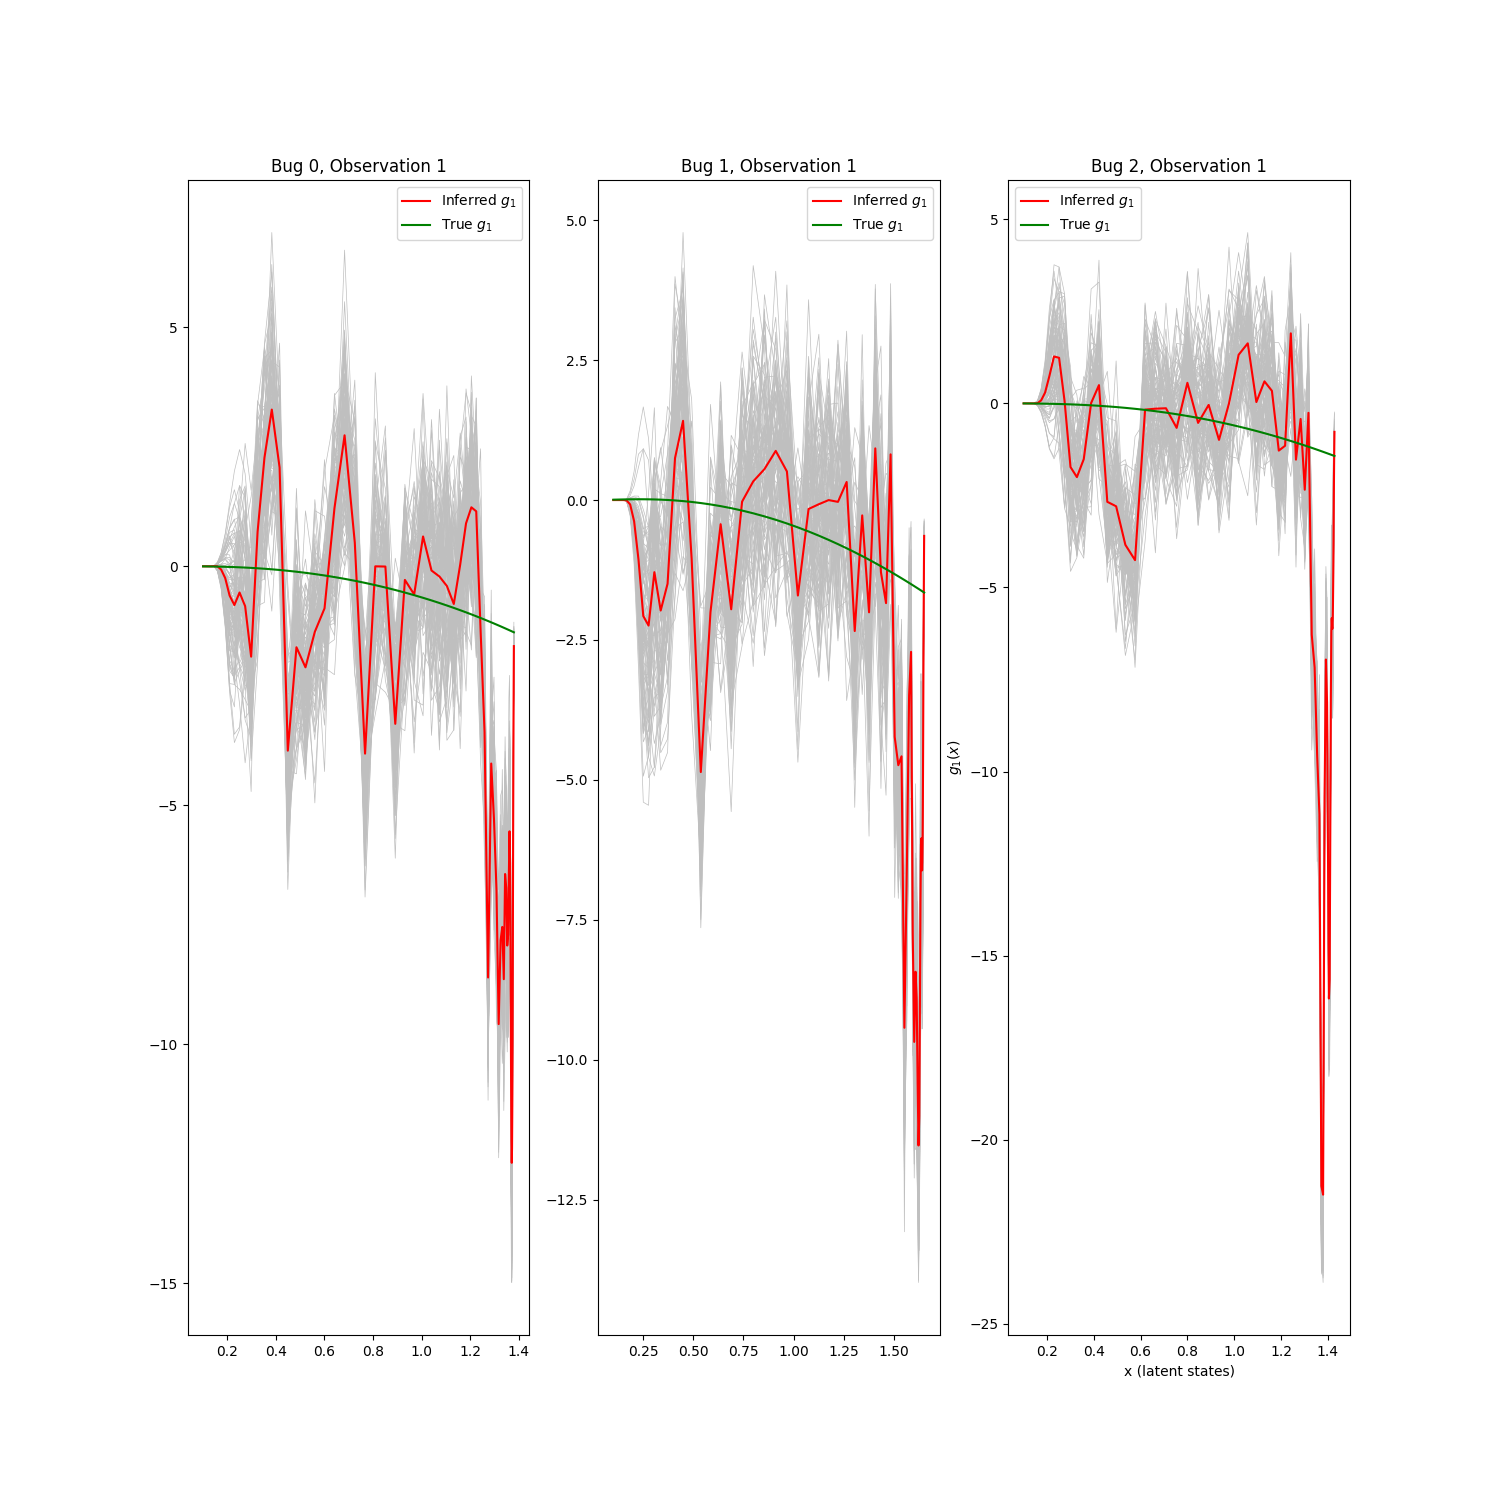 Bug 0, Observation 1
Inferred g₁
True g₁
5
0
−5
−10
−15
0.2 0.4 0.6 0.8 1.0 1.2 1.4
Bug 1, Observation 1
Inferred g₁
True g₁
5.0
2.5
0.0
−2.5
−5.0
−7.5
−10.0
−12.5
0.25 0.50 0.75 1.00 1.25 1.50
Bug 2, Observation 1
Inferred g₁
True g₁
g₁(x)
5
0
−5
−10
−15
−20
−25
0.2 0.4 0.6 0.8 1.0 1.2 1.4
x (latent states)